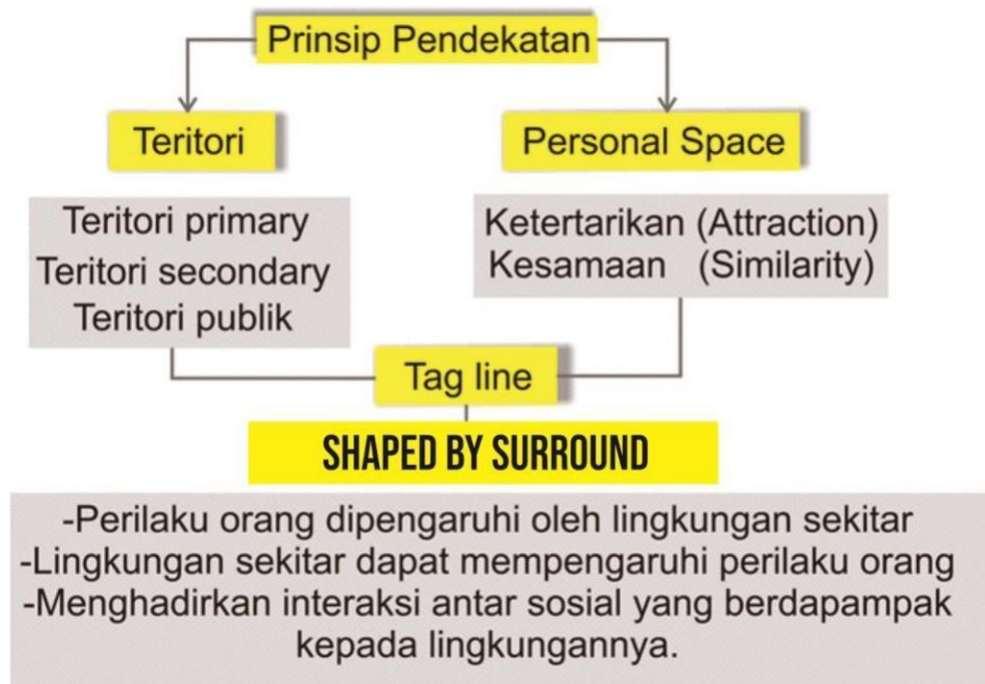 Prinsip Pendekatan
Teritori
Personal Space
Teritori primary
Teritori secondary
Teritori publik
Ketertarikan (Attraction)
Kesamaan (Similarity)
Tag line
SHAPED BY SURROUND
-Perilaku orang dipengaruhi oleh lingkungan sekitar
-Lingkungan sekitar dapat mempengaruhi perilaku orang
-Menghadirkan interaksi antar sosial yang berdapampak
kepada lingkungannya.